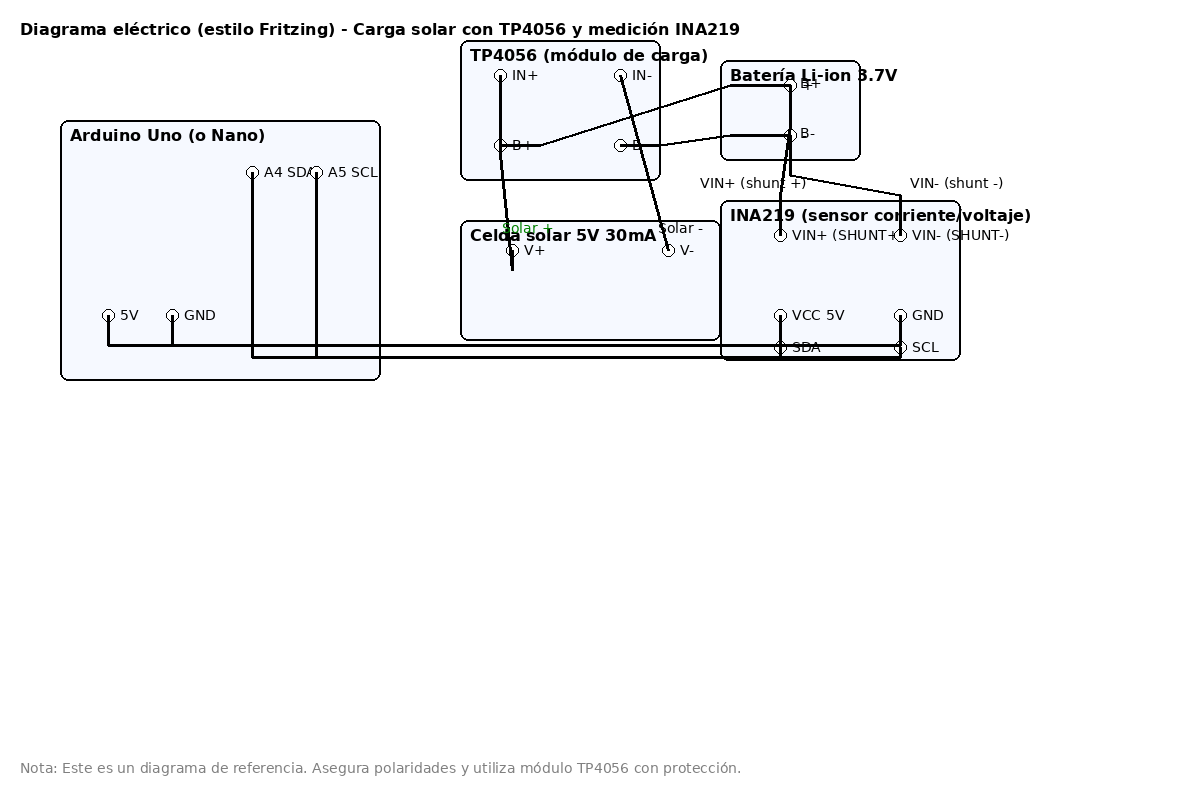 Diagrama eléctrico (estilo Fritzing) - Carga solar con TP4056 y medición INA219
TP4056 (módulo de carga)
IN+
IN-
B+
B-
Batería Li-ion 3.7V
B+
B-
Arduino Uno (o Nano)
A4 SDA
A5 SCL
5V
GND
VIN+ (shunt +)
VIN- (shunt -)
Solar +
Solar -
Celda solar 5V 30mA
V+
V-
INA219 (sensor corriente/voltaje)
VIN+ (SHUNT+)
VIN- (SHUNT-)
VCC 5V
GND
SDA
SCL
Nota: Este es un diagrama de referencia. Asegura polaridades y utiliza módulo TP4056 con protección.